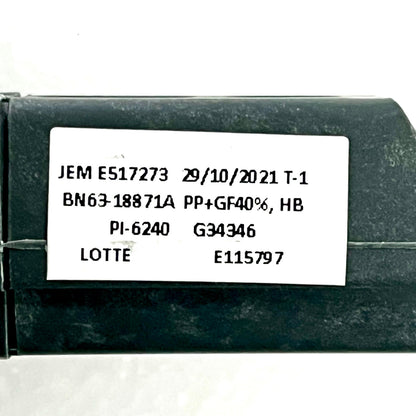 JEM E517273 29/10/2021 T-1
BN63-18871A PP+GF40%, HB
PI-6240 G34346
LOTTE E115797